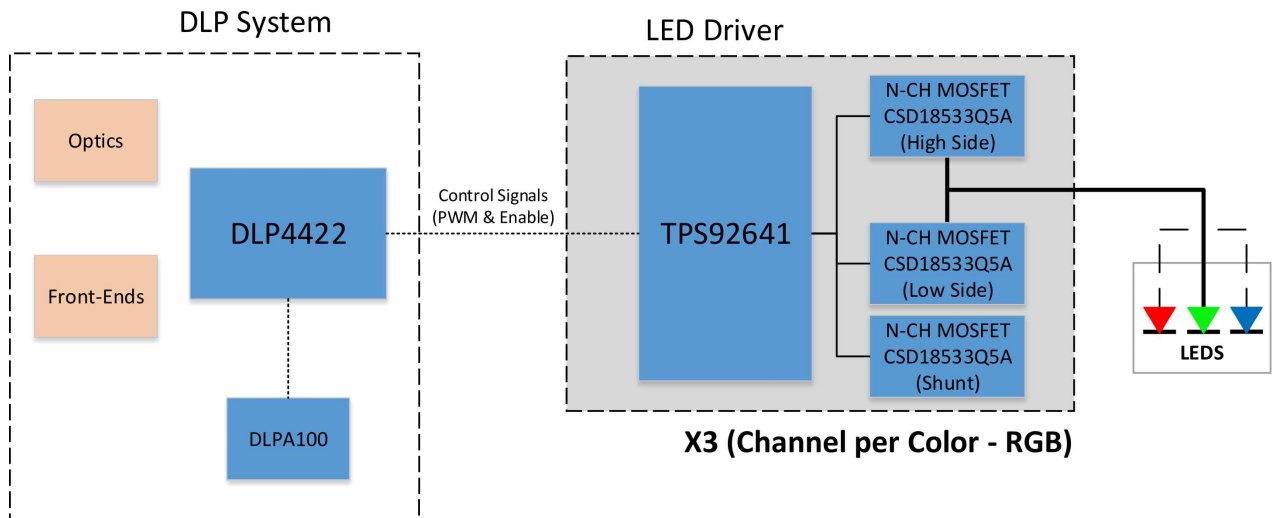 DLP System
Optics
Front-Ends
DLP4422
DLPA100
Control Signals
(PWM & Enable)
LED Driver
TPS92641
N-CH MOSFET
CSD18533Q5A
(High Side)
N-CH MOSFET
CSD18533Q5A
(Low Side)
N-CH MOSFET
CSD18533Q5A
(Shunt)
X3 (Channel per Color - RGB)
LEDS